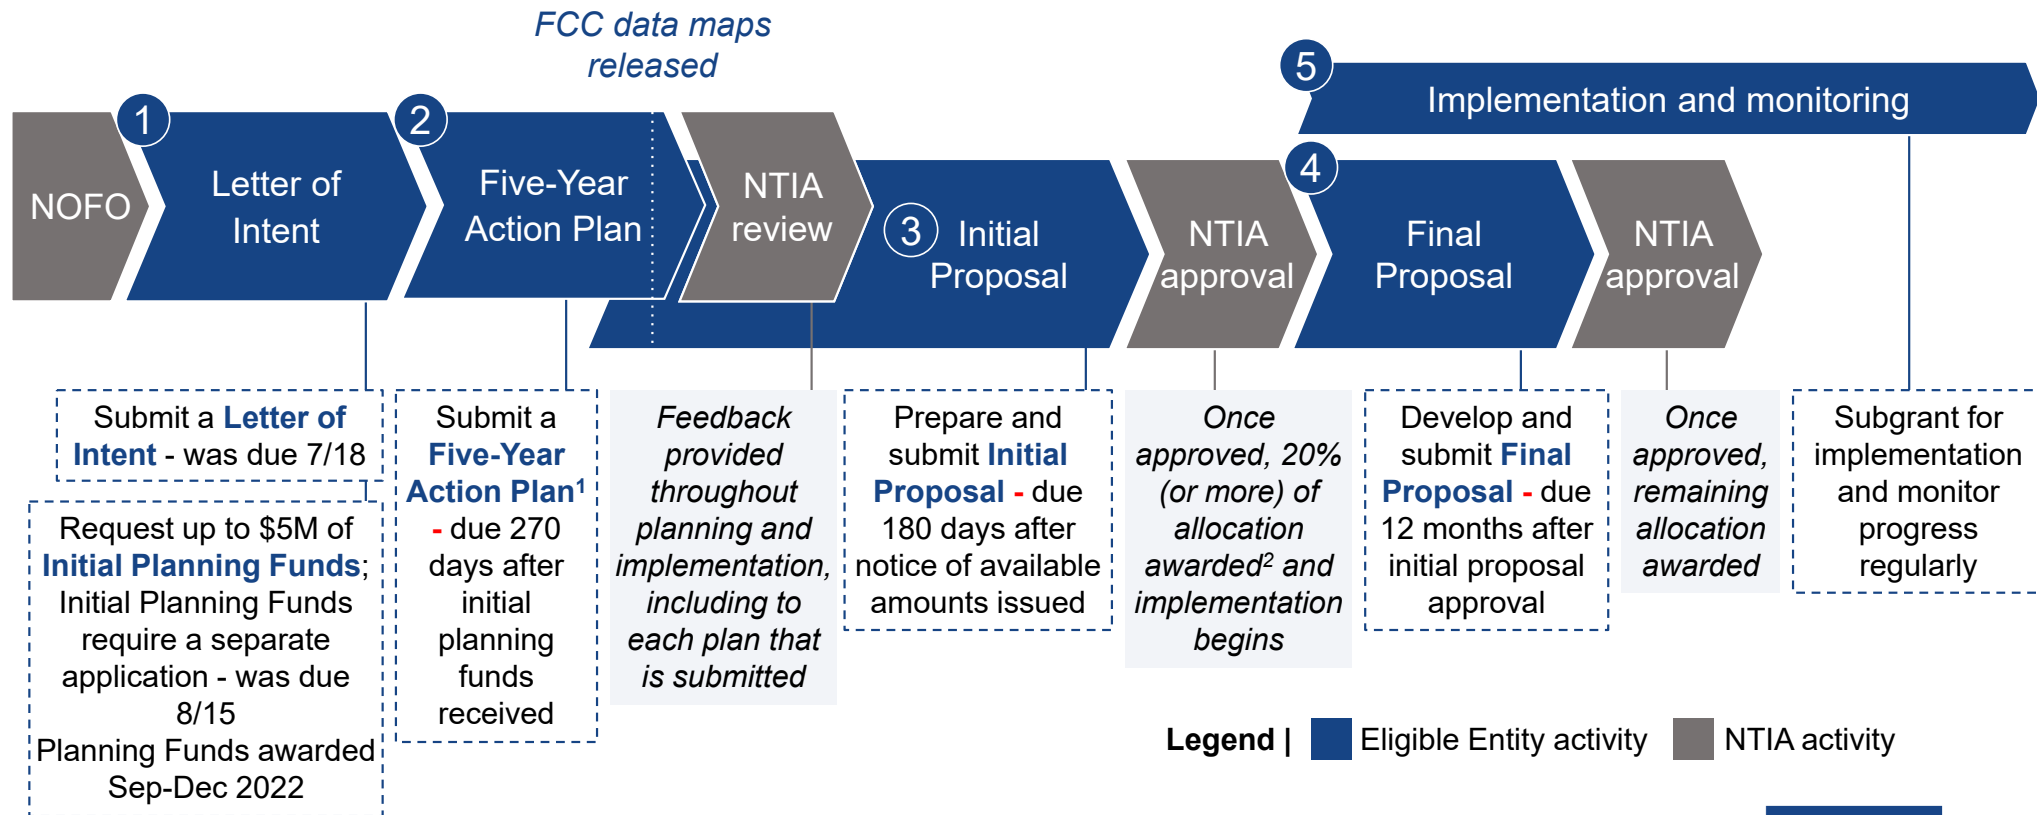 FCC data maps
released
NOFO
1
Letter of
Intent
2
Five-Year
Action Plan
NTIA
review
3
Initial
Proposal
NTIA
approval
4
Final
Proposal
NTIA
approval
5
Implementation and monitoring
Submit a Letter of
Intent - was due 7/18
Request up to $5M of
Initial Planning Funds;
Initial Planning Funds
require a separate
application - was due
8/15
Planning Funds awarded
Sep-Dec 2022
Submit a
Five-Year
Action Plan¹
- due 270
days after
initial
planning
funds
received
Feedback
provided
throughout
planning and
implementation,
including to
each plan that
is submitted
Prepare and
submit Initial
Proposal - due
180 days after
notice of available
amounts issued
Once
approved, 20%
(or more) of
allocation
awarded² and
implementation
begins
Develop and
submit Final
Proposal - due
12 months after
initial proposal
approval
Once
approved,
remaining
allocation
awarded
Subgrant for
implementation
and monitor
progress
regularly
Legend | Eligible Entity activity NTIA activity